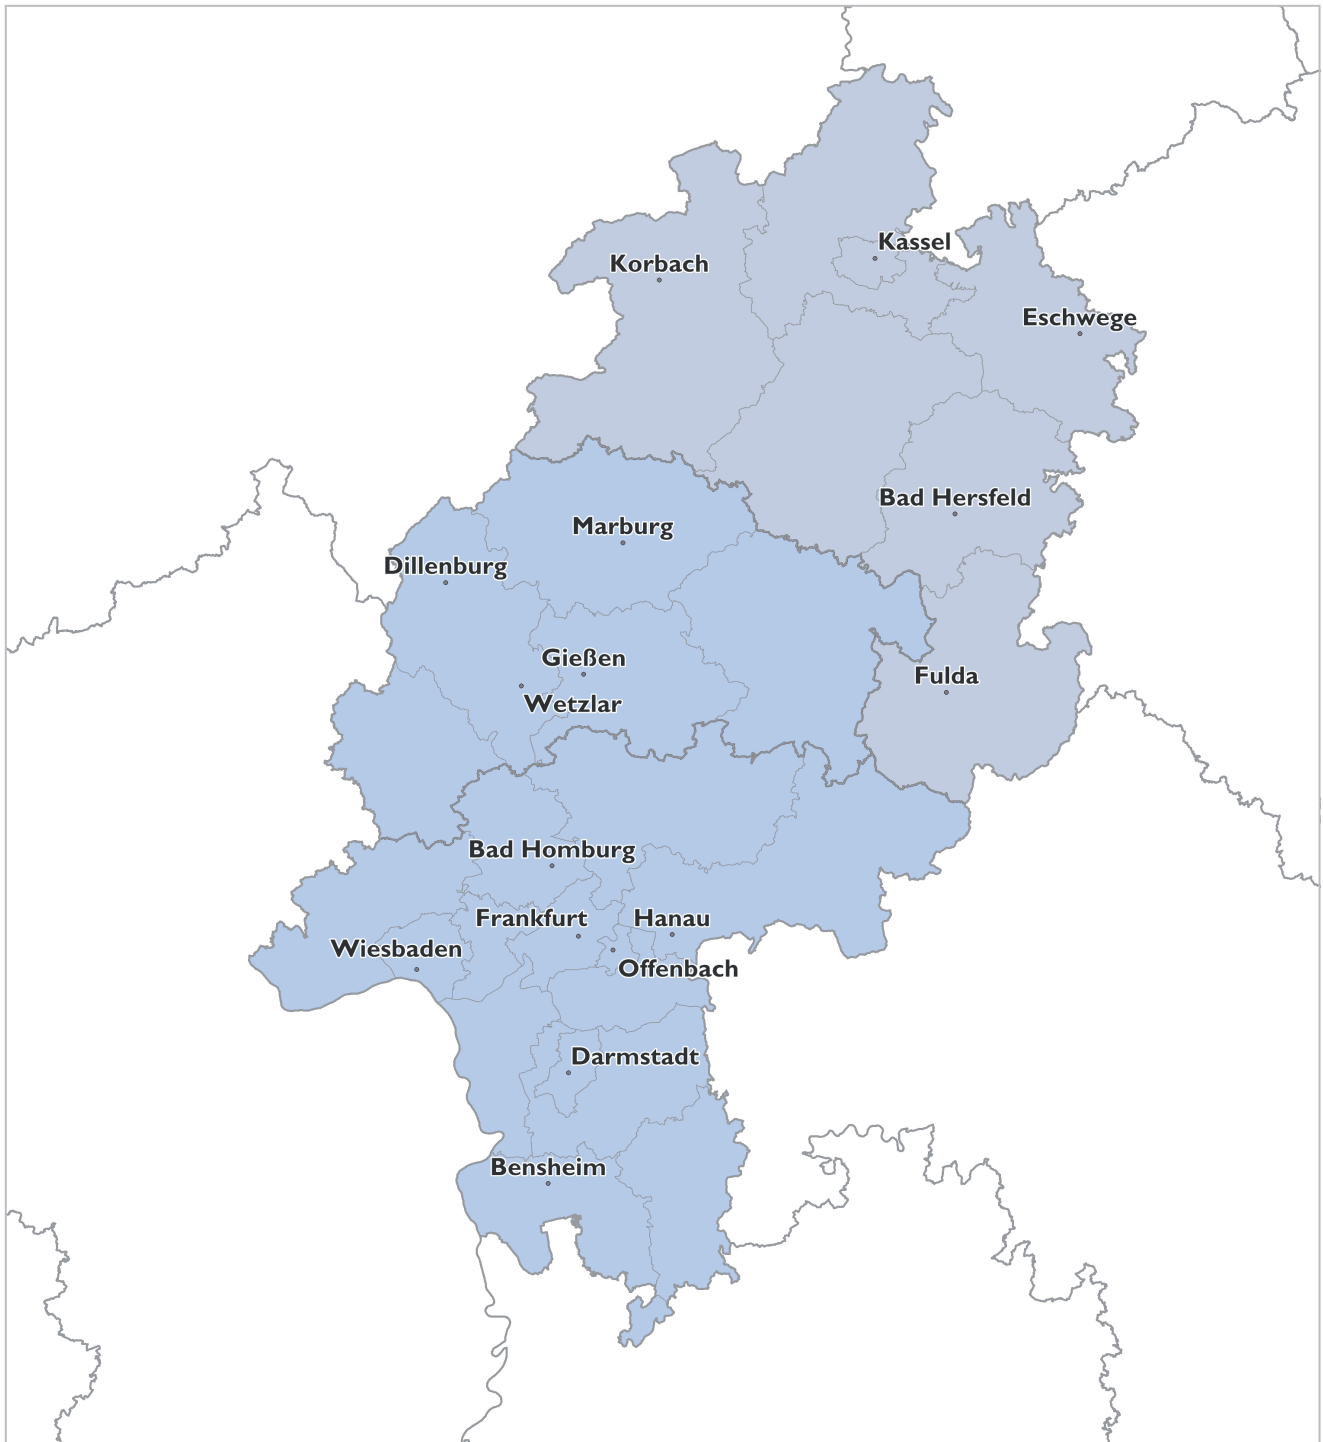 Kassel
Korbach
Eschwege
Bad Hersfeld
Marburg
Dillenburg
Gießen
Fulda
Wetzlar
Bad Homburg
Frankfurt
Hanau
Wiesbaden
Offenbach
Darmstadt
Bensheim